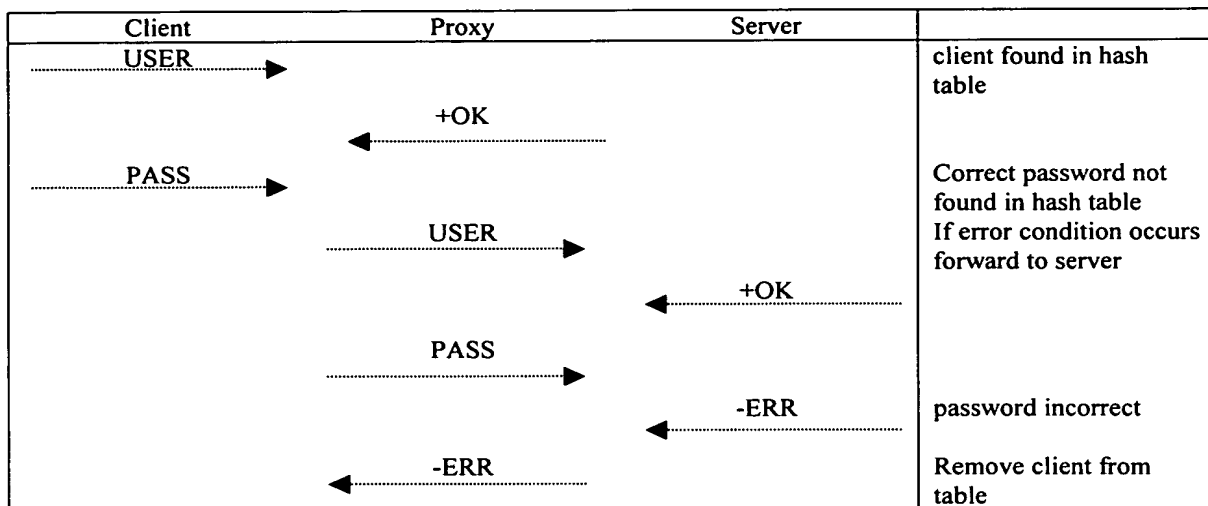 Client Proxy Server
USER
client found in hash
table
+OK
PASS
Correct password not
found in hash table
USER
If error condition occurs
forward to server
+OK
PASS
-ERR
password incorrect
-ERR
Remove client from
table